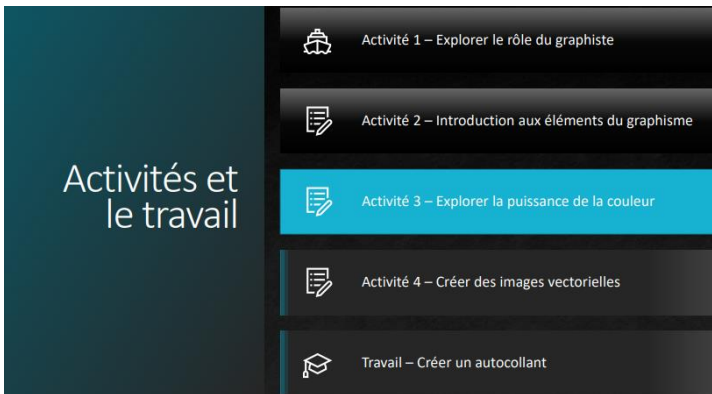 Activités et
le travail
Activité 1 – Explorer le rôle du graphiste
Activité 2 – Introduction aux éléments du graphisme
Activité 3 – Explorer la puissance de la couleur
Activité 4 – Créer des images vectorielles
Travail – Créer un autocollant